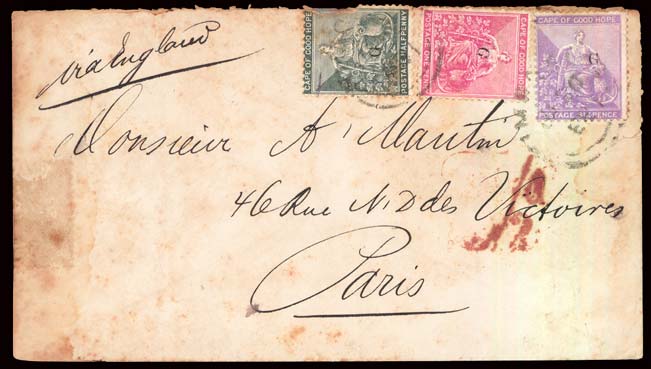 via England
CAPE OF GOOD HOPE
G
POSTAGE HALFPENNY
CAPE OF GOOD HOPE
G
POSTAGE ONE PENNY
CAPE OF GOOD HOPE
G
POSTAGE SIXPENCE
Monsieur A. Martin
46 Rue N.D des Victoires
Paris